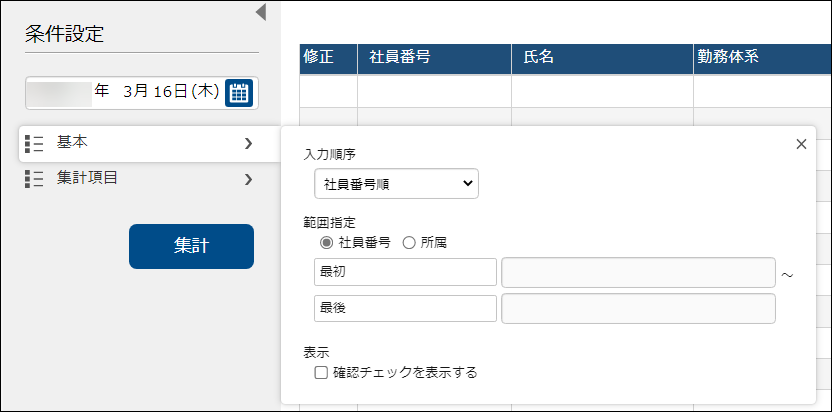 条件設定
年 3月 16日(木)
基本
集計項目
集計
修正 社員番号 氏名 勤務体系
入力順序
社員番号順
範囲指定
社員番号 所属
最初 ～
最後
表示
確認チェックを表示する